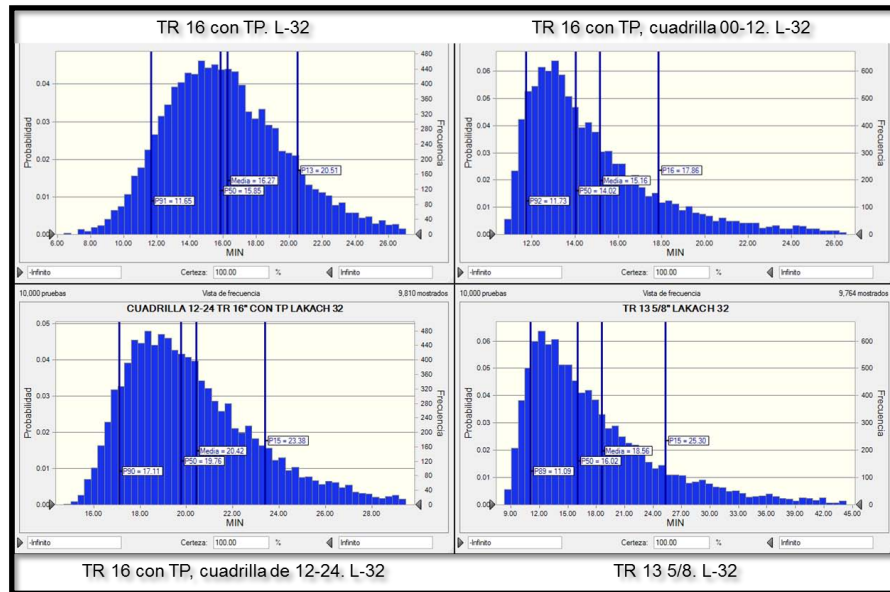 TR 16 con TP. L-32
TR 16 con TP, cuadrilla 00-12. L-32
0.04
0.03
0.02
0.01
0.00
Probabilidad
480
440
400
360
320
280
240
200
160
120
80
40
0
Frecuencia
P91 = 11.65
P50 = 15.85
Media = 16.27
P13 = 20.51
6.00 8.00 10.00 12.00 14.00 16.00 18.00 20.00 22.00 24.00 26.00
MIN
-Infinito Certeza: 100.00 % Infinito
0.06
0.05
0.04
0.03
0.02
0.01
0.00
Probabilidad
600
500
400
300
200
100
0
Frecuencia
P92 = 11.73
P50 = 14.02
Media = 15.16
P16 = 17.86
12.00 14.00 16.00 18.00 20.00 22.00 24.00 26.00
MIN
-Infinito Certeza: 100.00 % Infinito
10,000 pruebas Vista de frecuencia 9,810 mostrados
CUADRILLA 12-24 TR 16" CON TP LAKACH 32
0.05
0.04
0.03
0.02
0.01
0.00
Probabilidad
480
440
400
360
320
280
240
200
160
120
80
40
0
Frecuencia
P90 = 17.11
P50 = 19.76
Media = 20.42
P15 = 23.38
16.00 18.00 20.00 22.00 24.00 26.00 28.00
MIN
-Infinito Certeza: 100.00 % Infinito
10,000 pruebas Vista de frecuencia 9,764 mostrados
TR 13 5/8" LAKACH 32
0.06
0.05
0.04
0.03
0.02
0.01
0.00
Probabilidad
600
500
400
300
200
100
0
Frecuencia
P89 = 11.09
P50 = 16.02
Media = 18.56
P15 = 25.30
9.00 12.00 15.00 18.00 21.00 24.00 27.00 30.00 33.00 36.00 39.00 42.00 45.00
MIN
-Infinito Certeza: 100.00 % Infinito
TR 16 con TP, cuadrilla de 12-24. L-32
TR 13 5/8. L-32